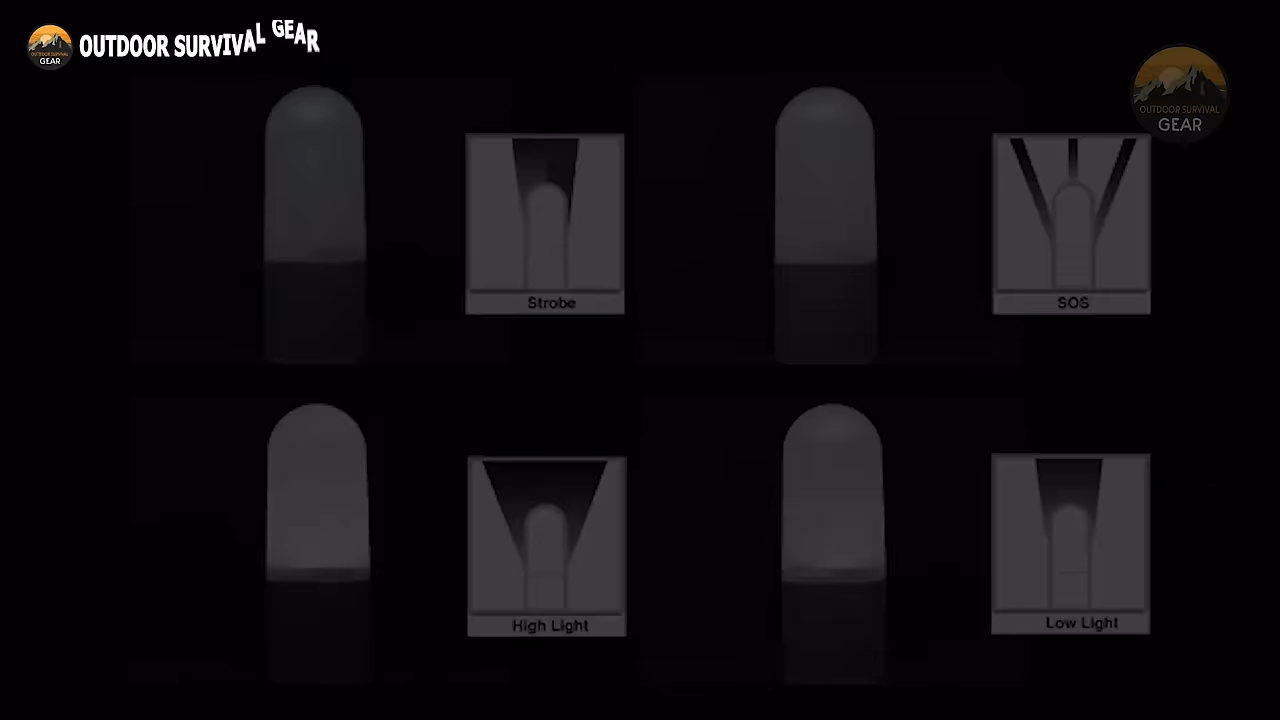 OUTDOOR SURVIVAL GEAR
OUTDOOR SURVIVAL
GEAR
OUTDOOR SURVIVAL
GEAR
Strobe
SOS
High Light
Low Light